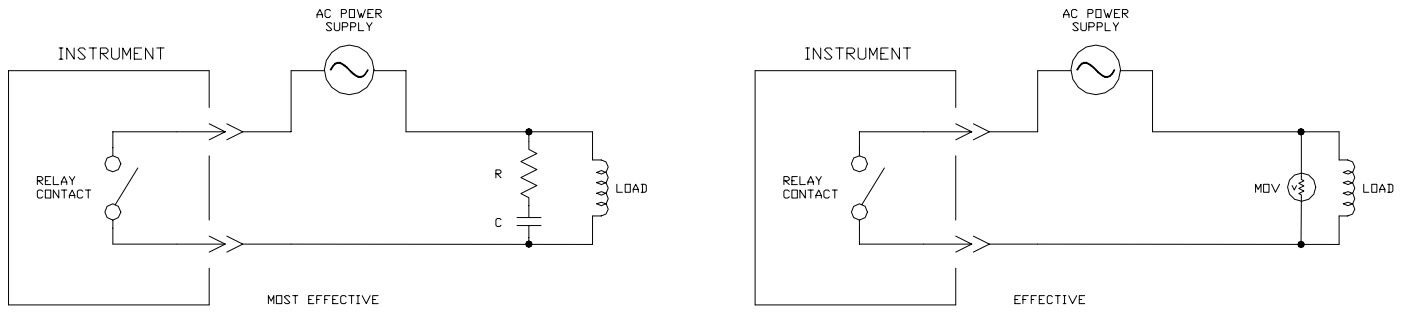 AC POWER
SUPPLY
INSTRUMENT
RELAY
CONTACT
R
C
LOAD
MOST EFFECTIVE
AC POWER
SUPPLY
INSTRUMENT
RELAY
CONTACT
MOV
V
LOAD
EFFECTIVE